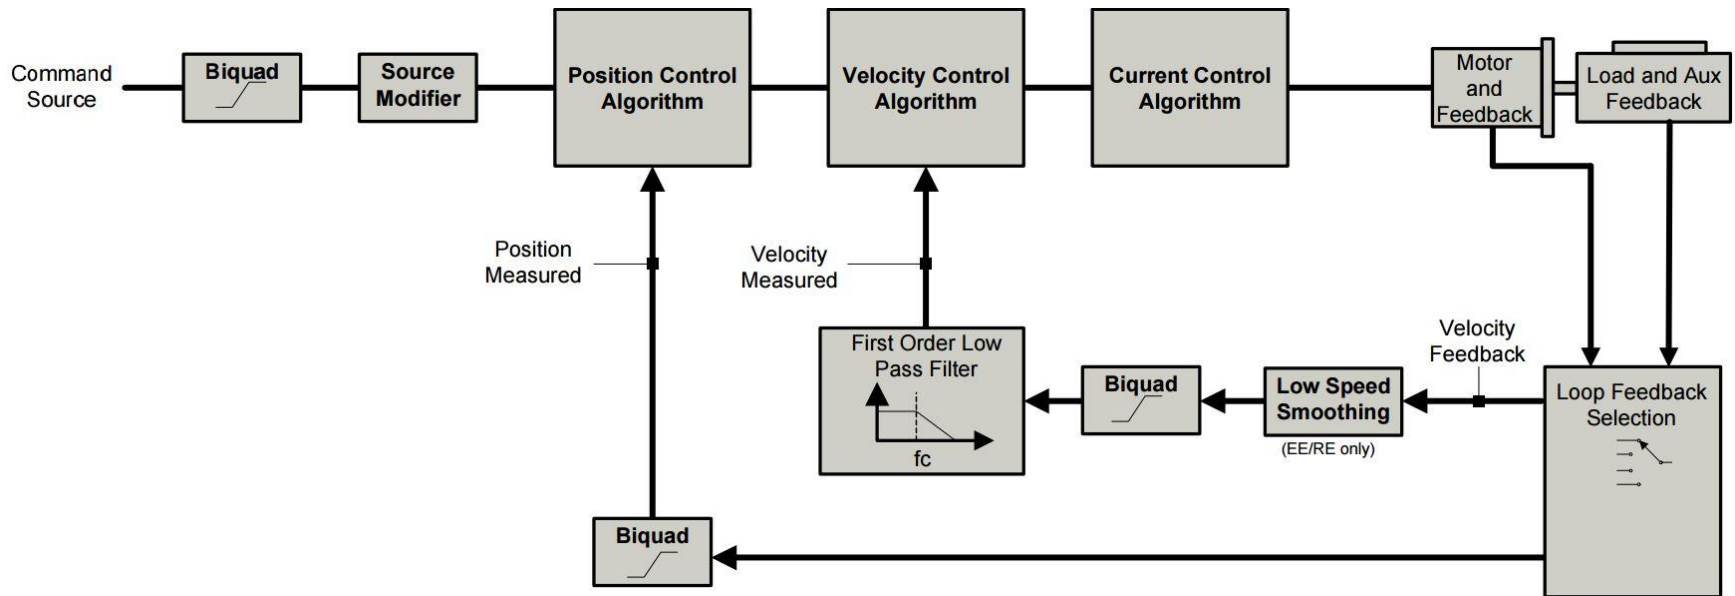 Command
Source
Biquad
Source
Modifier
Position Control
Algorithm
Velocity Control
Algorithm
Current Control
Algorithm
Motor
and
Feedback
Load and Aux
Feedback
Position
Measured
Velocity
Measured
First Order Low
Pass Filter
fc
Biquad
Low Speed
Smoothing
(EE/RE only)
Velocity
Feedback
Loop Feedback
Selection
Biquad